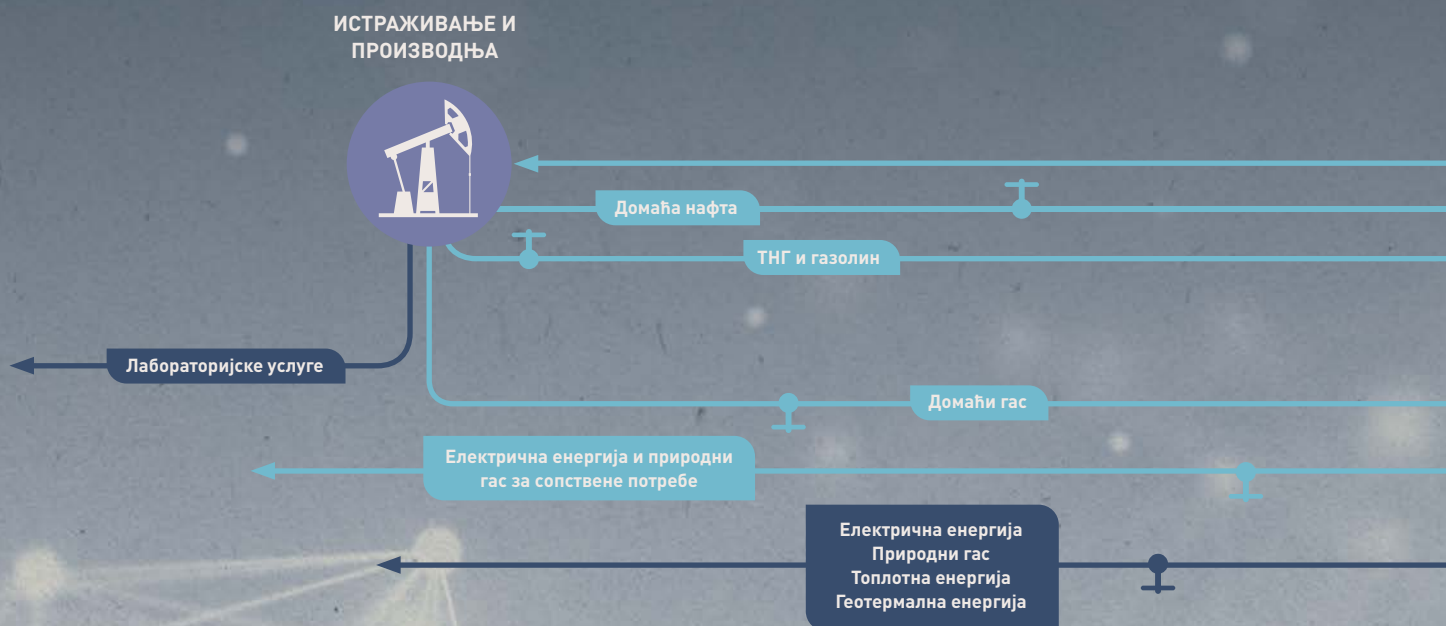 ИСТРАЖИВАЊЕ И
ПРОИЗВОДЊА
Домаћа нафта
ТНГ и газолин
Лабораторијске услуге
Домаћи гас
Електрична енергија и природни
гас за сопствене потребе
Електрична енергија
Природни гас
Топлотна енергија
Геотермална енергија